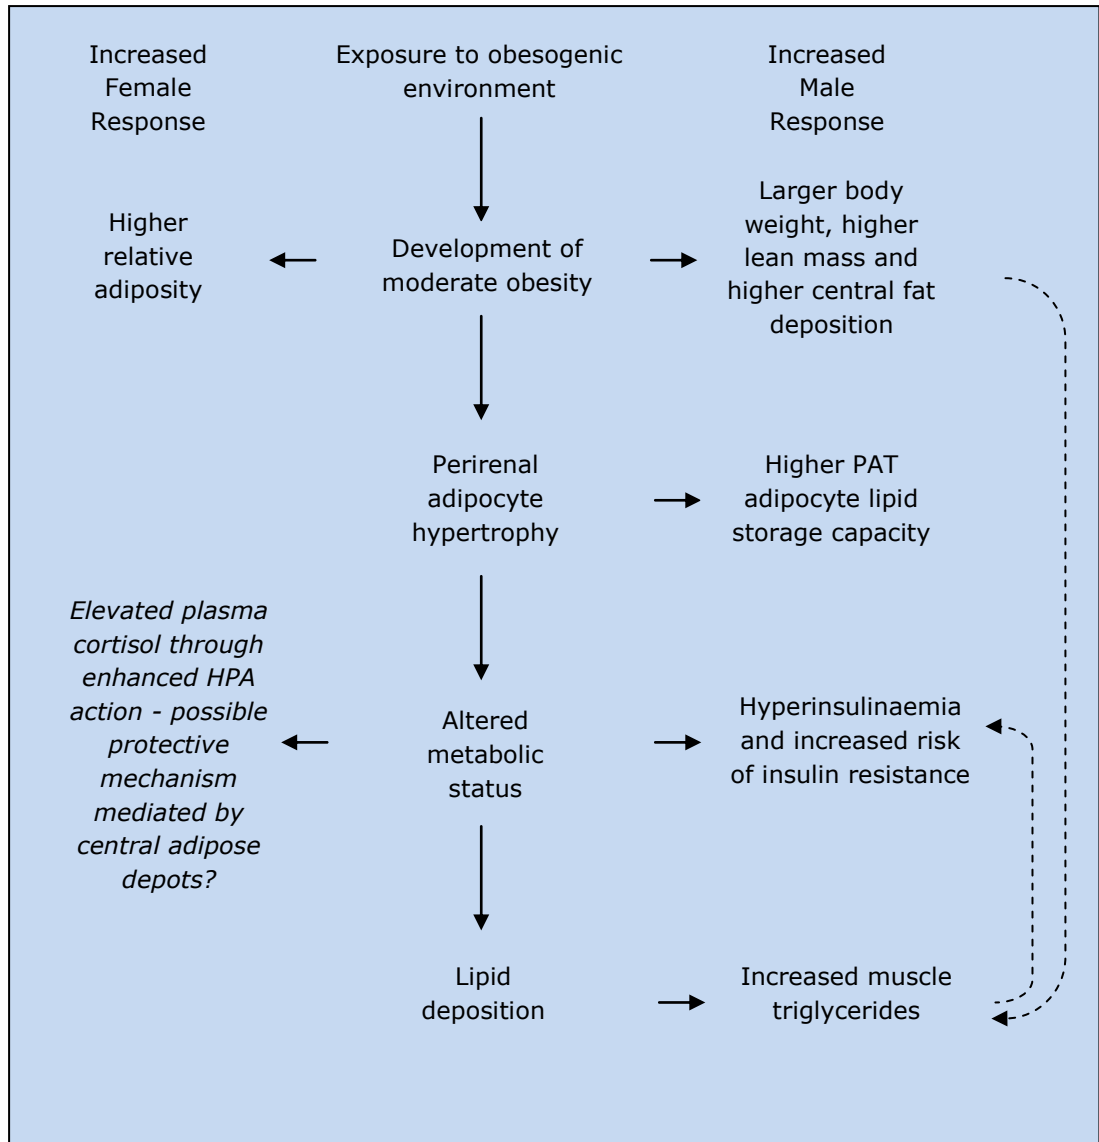 Increased
Female
Response
Exposure to obesogenic
environment
Increased
Male
Response
Higher
relative
adiposity
Development of
moderate obesity
Larger body
weight, higher
lean mass and
higher central fat
deposition
Perirenal
adipocyte
hypertrophy
Higher PAT
adipocyte lipid
storage capacity
Elevated plasma
cortisol through
enhanced HPA
action - possible
protective
mechanism
mediated by
central adipose
depots?
Altered
metabolic
status
Hyperinsulinaemia
and increased risk
of insulin resistance
Lipid
deposition
Increased muscle
triglycerides